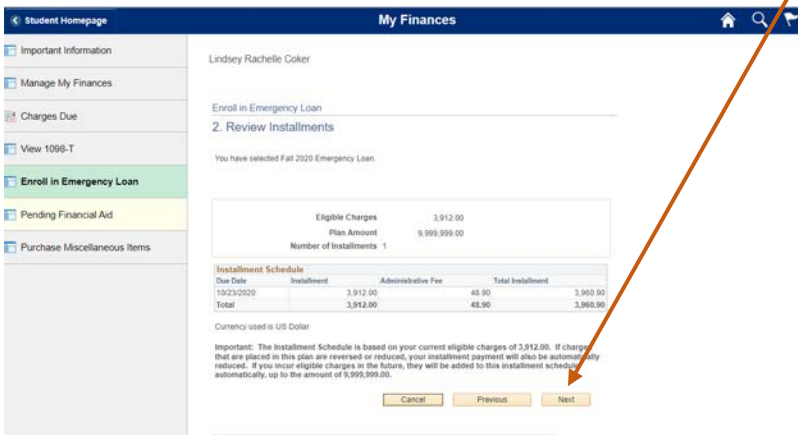 Student Homepage
My Finances
Important Information
Manage My Finances
Charges Due
View 1098-T
Enroll in Emergency Loan
Pending Financial Aid
Purchase Miscellaneous Items
Lindsey Rachelle Coker
Enroll in Emergency Loan
2. Review Installments
You have selected Fall 2020 Emergency Loan.
Eligible Charges 3,912.00
Plan Amount 9,999,999.00
Number of Installments 1
Installment Schedule
Due Date Installment Administrative Fee Total Installment
10/23/2020 3,912.00 48.90 3,960.90
Total 3,912.00 48.90 3,960.90
Currency used is US Dollar
Important: The Installment Schedule is based on your current eligible charges of 3,912.00. If charges
that are placed in this plan are reversed or reduced, your installment payment will also be automatically
reduced. If you incur eligible charges in the future, they will be added to this installment schedule
automatically, up to the amount of 9,999,999.00.
Cancel Previous Next